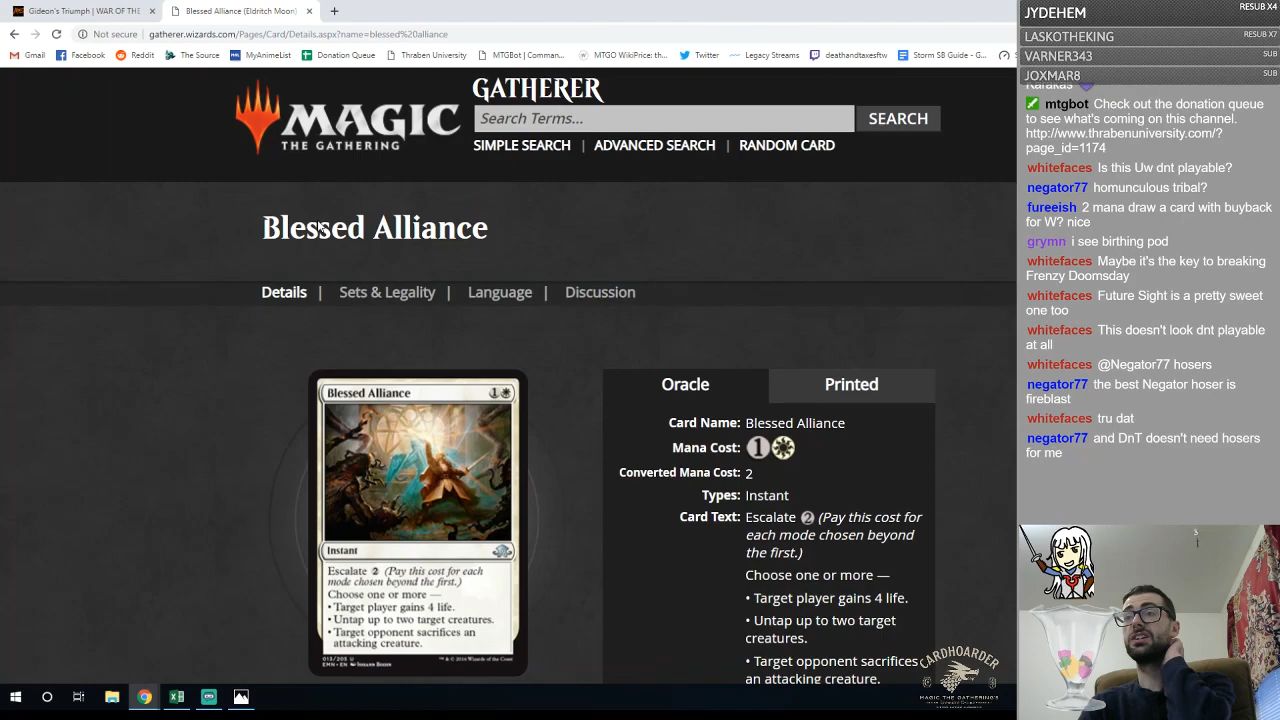 Gideon's Triumph | WAR OF THE
Blessed Alliance (Eldritch Moon)
Not secure | gatherer.wizards.com/Pages/Card/Details.aspx?name=blessed%20alliance
Gmail Facebook Reddit The Source MyAnimeList Donation Queue Thraben University MTGBot | Comman... MTGO WikiPrice: th... Twitter Legacy Streams deathandtaxesftw Storm SB Guide - G...
MAGIC
THE GATHERING
GATHERER
Search Terms...
SEARCH
SIMPLE SEARCH | ADVANCED SEARCH | RANDOM CARD
Blessed Alliance
Details | Sets & Legality | Language | Discussion
Blessed Alliance
Instant
Escalate 2 (Pay this cost for each
mode chosen beyond the first.)
Choose one or more —
• Target player gains 4 life.
• Untap up to two target creatures.
• Target opponent sacrifices an
attacking creature.
Oracle
Printed
Card Name: Blessed Alliance
Mana Cost: 1
Converted Mana Cost: 2
Types: Instant
Card Text: Escalate 2 (Pay this cost for
each mode chosen beyond
the first.)
Choose one or more —
• Target player gains 4 life.
• Untap up to two target
creatures.
• Target opponent sacrifices
an attacking creature.
CARDHOARDER
MAGIC THE GATHERING'S
JYDEHEM RESUB X4
LASKOTHEKING RESUB X7
VARNER343 SUB
JOXMAR8 SUB
Karakas
mtgbot Check out the donation queue
to see what's coming on this channel.
http://www.thrabenuniversity.com/?
page_id=1174
whitefaces Is this Uw dnt playable?
negator77 homunculous tribal?
fureeish 2 mana draw a card with buyback
for W? nice
grymn i see birthing pod
whitefaces Maybe it's the key to breaking
Frenzy Doomsday
whitefaces Future Sight is a pretty sweet
one too
whitefaces This doesn't look dnt playable
at all
whitefaces @Negator77 hosers
negator77 the best Negator hoser is
fireblast
whitefaces tru dat
negator77 and DnT doesn't need hosers
for me